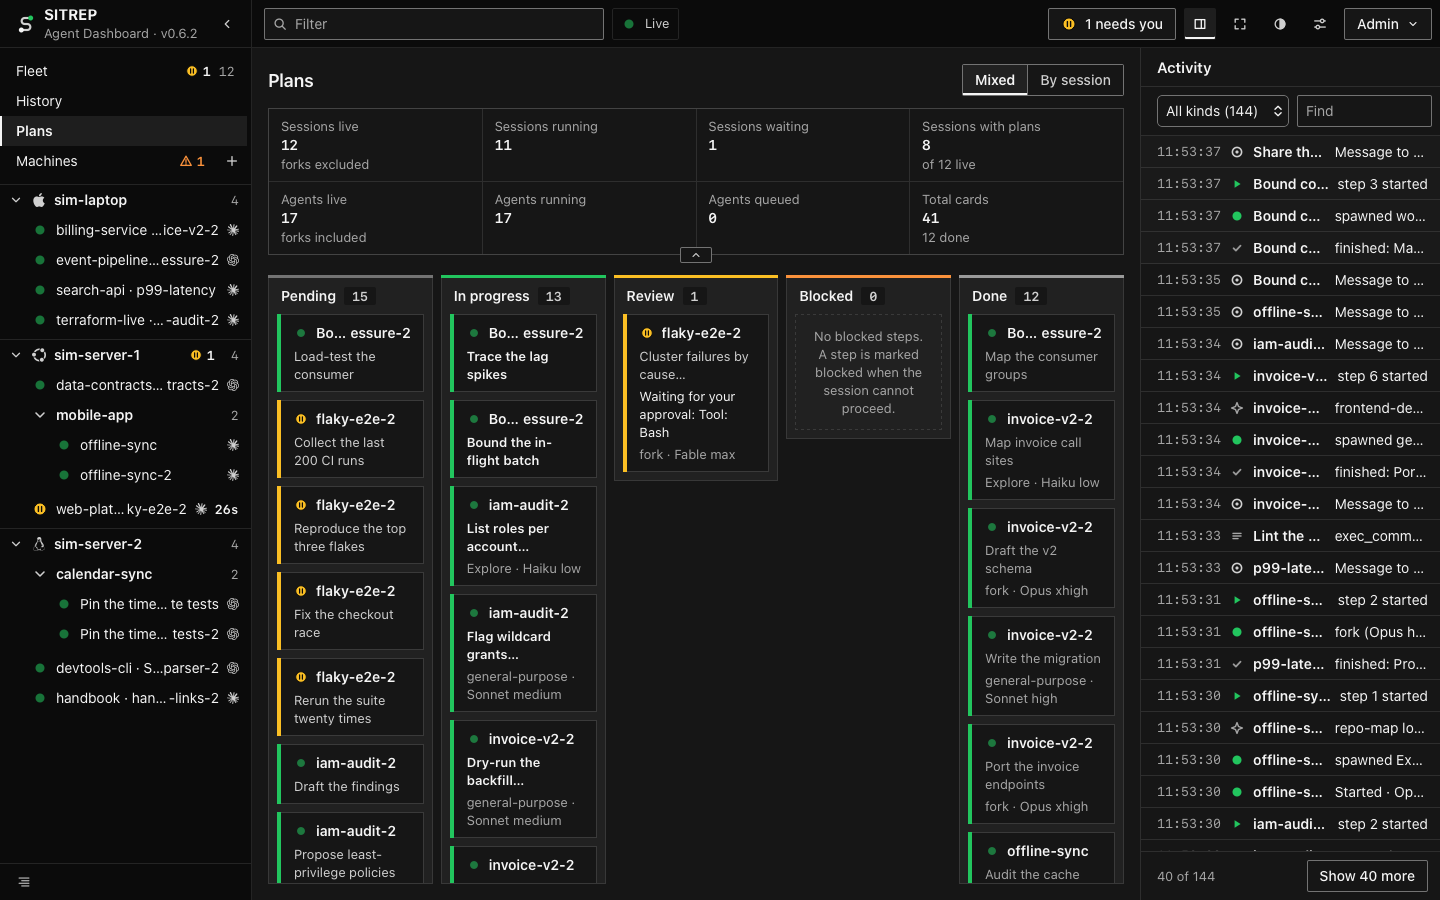 SITREP
Agent Dashboard · v0.6.2
Filter
Live
1 needs you
Admin
Fleet
1 12
History
Plans
Machines
1
sim-laptop
4
billing-service ...ice-v2-2
event-pipeline... essure-2
search-api · p99-latency
terraform-live ·...-audit-2
sim-server-1
1 4
data-contracts... tracts-2
mobile-app
2
offline-sync
offline-sync-2
web-plat... ky-e2e-2
26s
sim-server-2
4
calendar-sync
2
Pin the time... te tests
Pin the time... tests-2
devtools-cli · S...parser-2
handbook · han...-links-2
Plans
Mixed
By session
Sessions live
12
forks excluded
Sessions running
11
Sessions waiting
1
Sessions with plans
8
of 12 live
Agents live
17
forks included
Agents running
17
Agents queued
0
Total cards
41
12 done
Pending 15
Bo... essure-2
Load-test the
consumer
flaky-e2e-2
Collect the last
200 CI runs
flaky-e2e-2
Reproduce the top
three flakes
flaky-e2e-2
Fix the checkout
race
flaky-e2e-2
Rerun the suite
twenty times
iam-audit-2
Draft the findings
iam-audit-2
Propose least-
privilege policies
In progress 13
Bo... essure-2
Trace the lag
spikes
Bo... essure-2
Bound the in-
flight batch
iam-audit-2
List roles per
account...
Explore · Haiku low
iam-audit-2
Flag wildcard
grants...
general-purpose ·
Sonnet medium
invoice-v2-2
Dry-run the
backfill...
general-purpose ·
Sonnet medium
invoice-v2-2
Review 1
flaky-e2e-2
Cluster failures by
cause...
Waiting for your
approval: Tool:
Bash
fork · Fable max
Blocked 0
No blocked steps.
A step is marked
blocked when the
session cannot
proceed.
Done 12
Bo... essure-2
Map the consumer
groups
invoice-v2-2
Map invoice call
sites
Explore · Haiku low
invoice-v2-2
Draft the v2
schema
fork · Opus xhigh
invoice-v2-2
Write the migration
general-purpose ·
Sonnet high
invoice-v2-2
Port the invoice
endpoints
fork · Opus xhigh
offline-sync
Audit the cache
Activity
All kinds (144)
Find
11:53:37 Share th... Message to ...
11:53:37 Bound co... step 3 started
11:53:37 Bound c... spawned wo...
11:53:37 Bound c... finished: Ma...
11:53:35 Bound c... Message to ...
11:53:35 offline-s... Message to ...
11:53:34 iam-audi... Message to ...
11:53:34 invoice-v... step 6 started
11:53:34 invoice-... frontend-de...
11:53:34 invoice-... spawned ge...
11:53:34 invoice-... finished: Por...
11:53:34 invoice-... Message to ...
11:53:33 Lint the ... exec_comm...
11:53:33 p99-late... Message to ...
11:53:31 offline-s... step 2 started
11:53:31 offline-s... fork (Opus h...
11:53:31 p99-late... finished: Pro...
11:53:30 offline-sy... step 1 started
11:53:30 offline-s... repo-map lo...
11:53:30 offline-s... spawned Ex...
11:53:30 offline-s... Started · Op...
11:53:30 iam-audi... step 2 started
40 of 144
Show 40 more